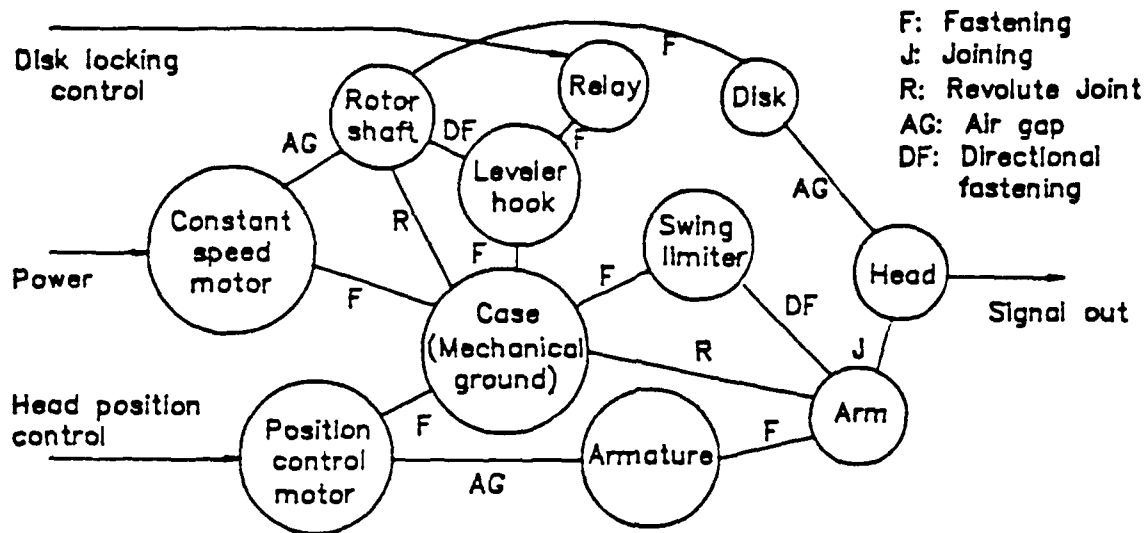 F: Fastening
J: Joining
R: Revolute Joint
AG: Air gap
DF: Directional
fastening
Disk locking
control
F
Relay
Disk
Rotor
shaft
AG
DF
F
Leveler
hook
AG
Constant
speed
motor
R
Swing
limiter
Power
F
F
F
Head
Signal out
Case
(Mechanical
ground)
DF
R
J
Head position
control
F
Position
control
motor
Armature
F
Arm
AG